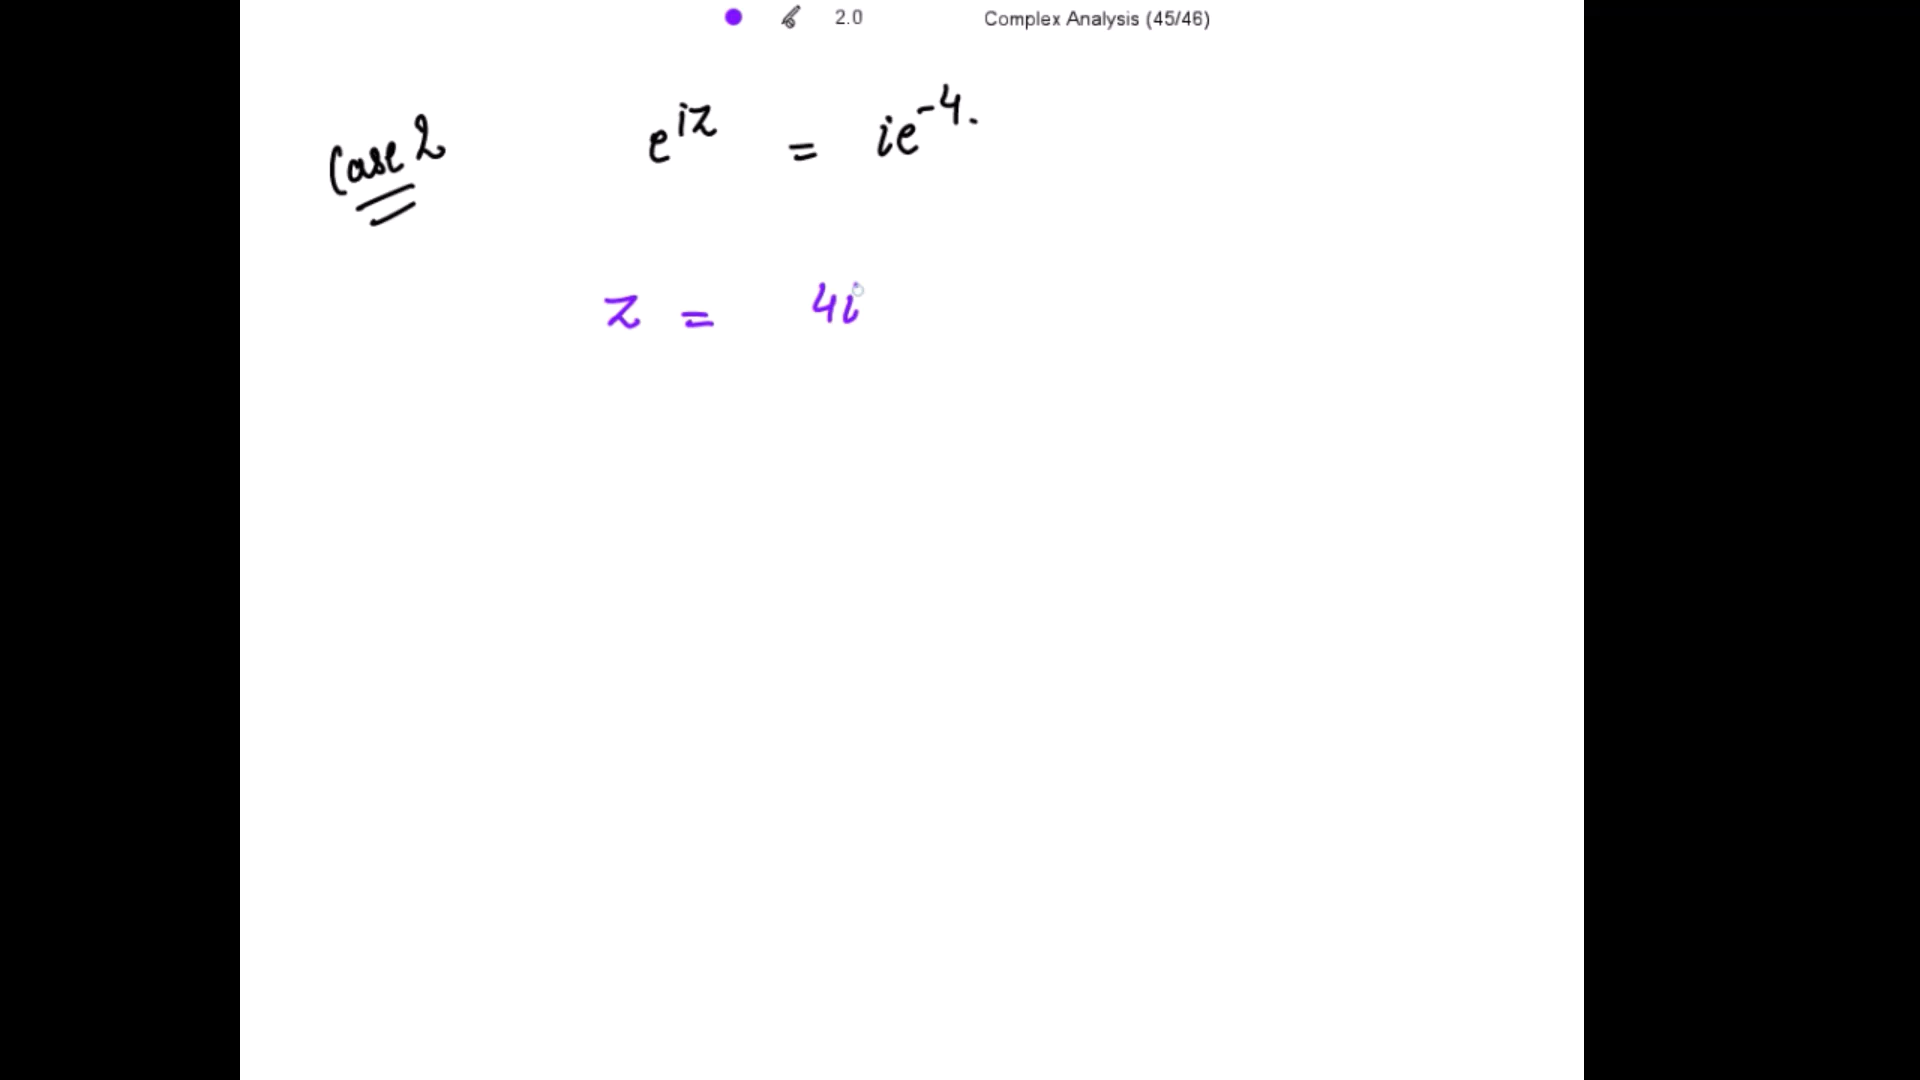 2.0 Complex Analysis (45/46)
Case 2 e^{iz} = ie^{-4}.
z = 4i